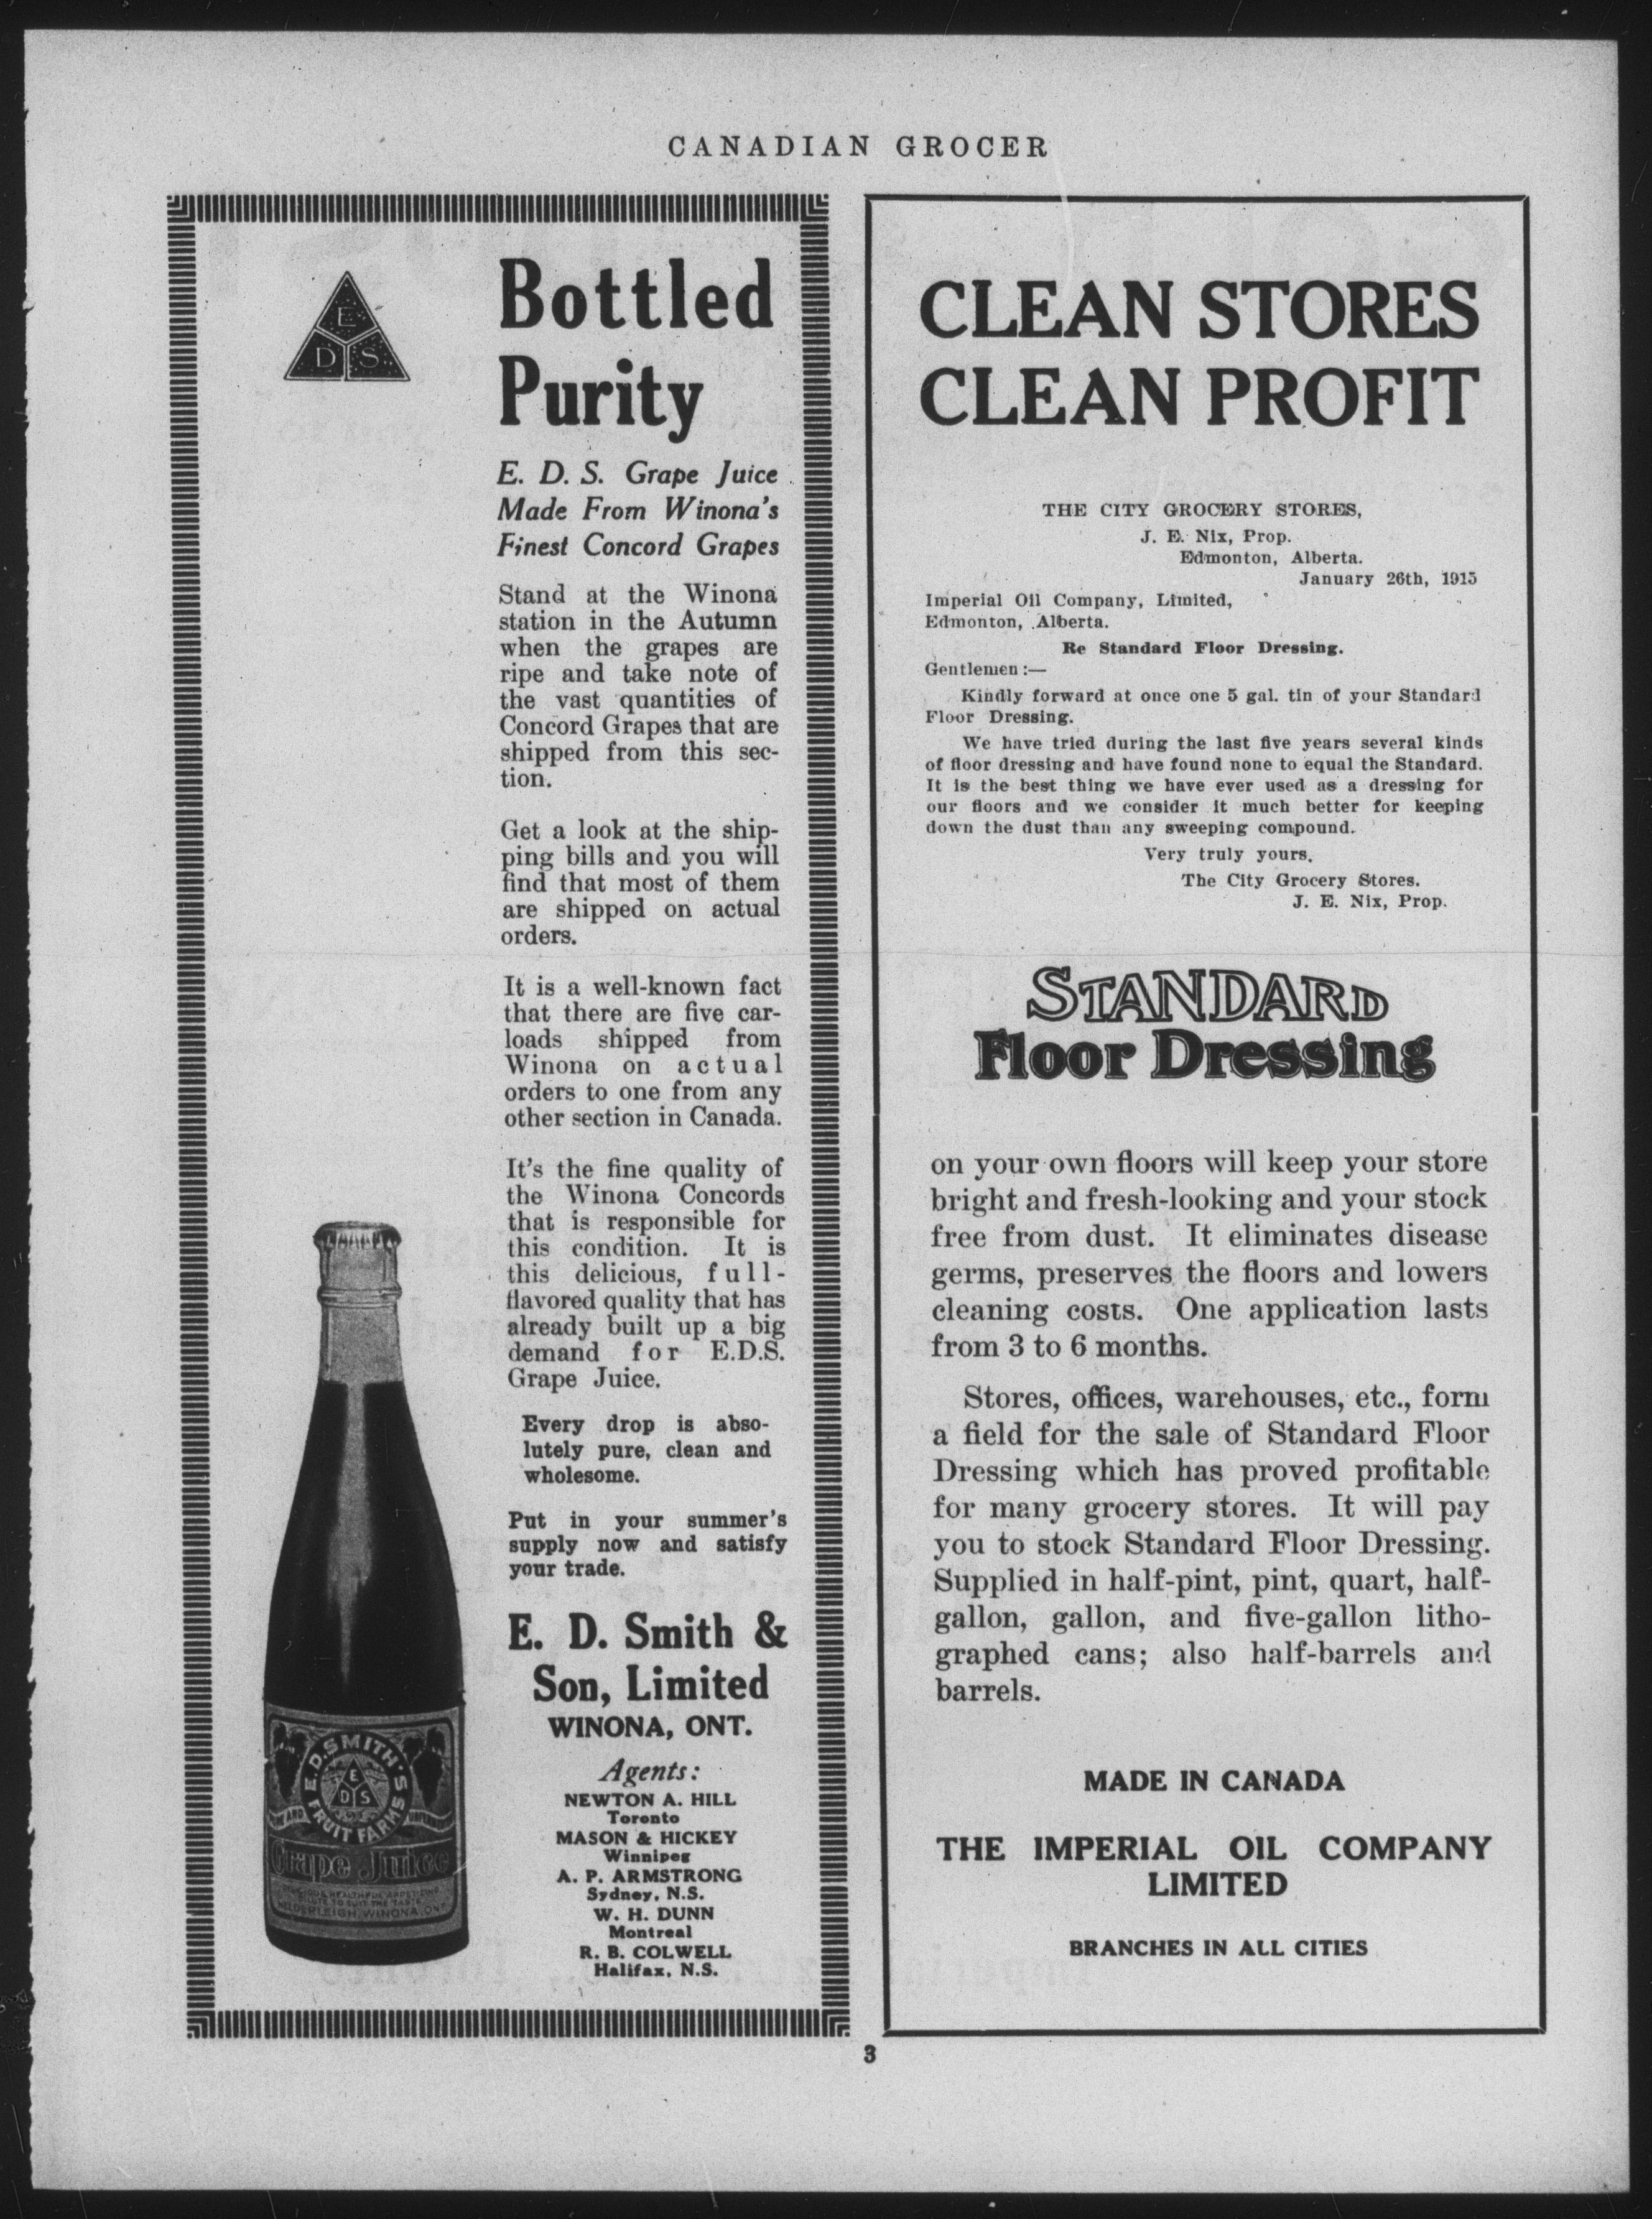 CANADIAN GROCER
E
D S
Bottled
Purity
E. D. S. Grape Juice
Made From Winona's
Finest Concord Grapes
Stand at the Winona
station in the Autumn
when the grapes are
ripe and take note of
the vast quantities of
Concord Grapes that are
shipped from this sec-
tion.
Get a look at the ship-
ping bills and you will
find that most of them
are shipped on actual
orders.
It is a well-known fact
that there are five car-
loads shipped from
Winona on actual
orders to one from any
other section in Canada.
It's the fine quality of
the Winona Concords
that is responsible for
this condition. It is
this delicious, full-
flavored quality that has
already built up a big
demand for E.D.S.
Grape Juice.
Every drop is abso-
lutely pure, clean and
wholesome.
Put in your summer's
supply now and satisfy
your trade.
E. D. Smith &
Son, Limited
WINONA, ONT.
Agents:
NEWTON A. HILL
Toronto
MASON & HICKEY
Winnipeg
A. P. ARMSTRONG
Sydney, N.S.
W. H. DUNN
Montreal
R. B. COLWELL
Halifax, N.S.
E.D. SMITH'S
E
D S
FRUIT FARMS
Grape Juice
WINONA, ONT
CLEAN STORES
CLEAN PROFIT
THE CITY GROCERY STORES,
J. E. Nix, Prop.
Edmonton, Alberta.
January 26th, 1915
Imperial Oil Company, Limited,
Edmonton, Alberta.
Re Standard Floor Dressing.
Gentlemen:—
Kindly forward at once one 5 gal. tin of your Standard
Floor Dressing.
We have tried during the last five years several kinds
of floor dressing and have found none to equal the Standard.
It is the best thing we have ever used as a dressing for
our floors and we consider it much better for keeping
down the dust than any sweeping compound.
Very truly yours,
The City Grocery Stores.
J. E. Nix, Prop.
STANDARD
Floor Dressing
on your own floors will keep your store
bright and fresh-looking and your stock
free from dust. It eliminates disease
germs, preserves the floors and lowers
cleaning costs. One application lasts
from 3 to 6 months.
Stores, offices, warehouses, etc., form
a field for the sale of Standard Floor
Dressing which has proved profitable
for many grocery stores. It will pay
you to stock Standard Floor Dressing.
Supplied in half-pint, pint, quart, half-
gallon, gallon, and five-gallon litho-
graphed cans; also half-barrels and
barrels.
MADE IN CANADA
THE IMPERIAL OIL COMPANY
LIMITED
BRANCHES IN ALL CITIES
3